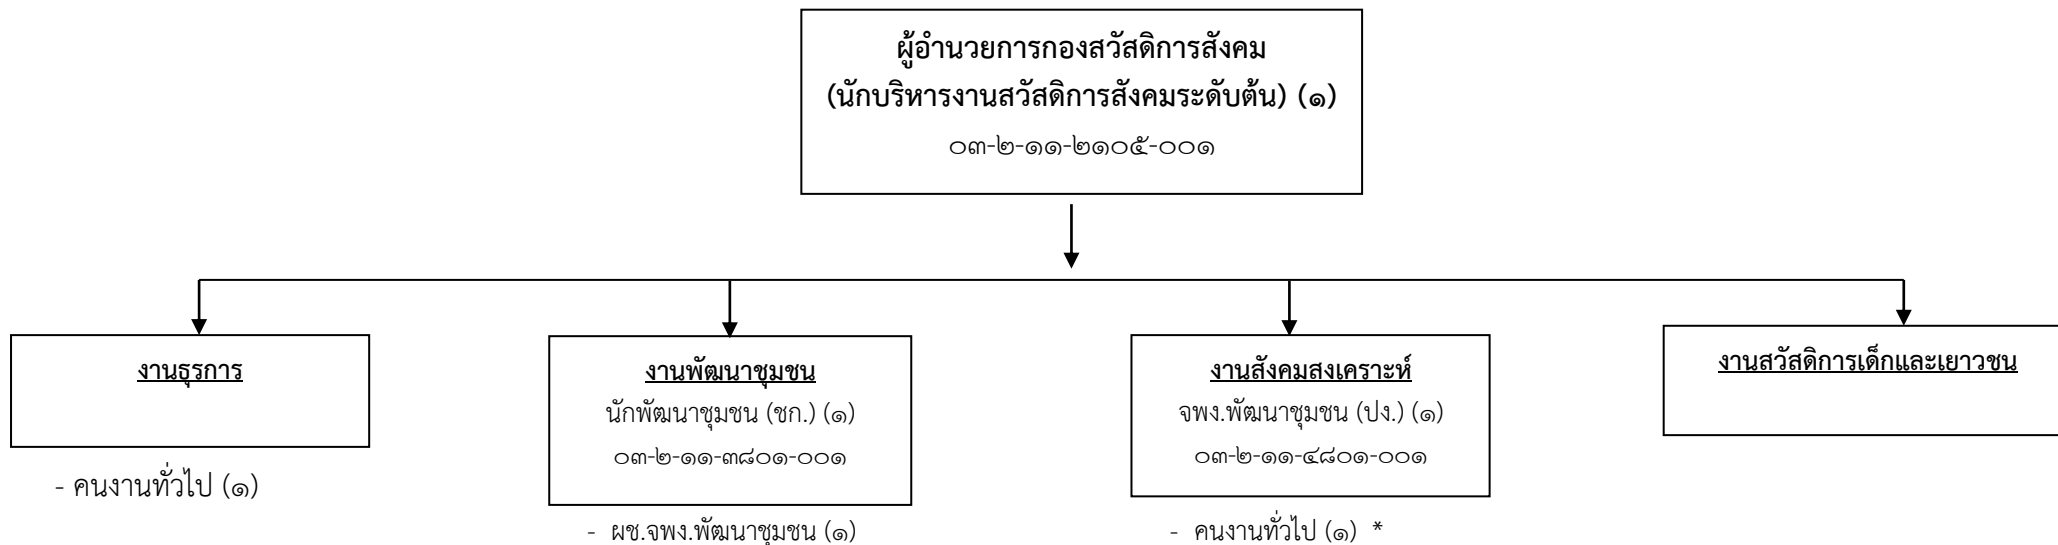 ผู้อำนวยการกองสวัสดิการสังคม
(นักบริหารงานสวัสดิการสังคมระดับต้น) (๑)
๐๓-๒-๑๑-๒๑๐๕-๐๐๑
งานธุรการ
- คนงานทั่วไป (๑)
งานพัฒนาชุมชน
นักพัฒนาชุมชน (ชก.) (๑)
๐๓-๒-๑๑-๓๘๐๑-๐๐๑
- ผช.จพง.พัฒนาชุมชน (๑)
งานสังคมสงเคราะห์
จพง.พัฒนาชุมชน (ปง.) (๑)
๐๓-๒-๑๑-๔๘๐๑-๐๐๑
- คนงานทั่วไป (๑) *
งานสวัสดิการเด็กและเยาวชน